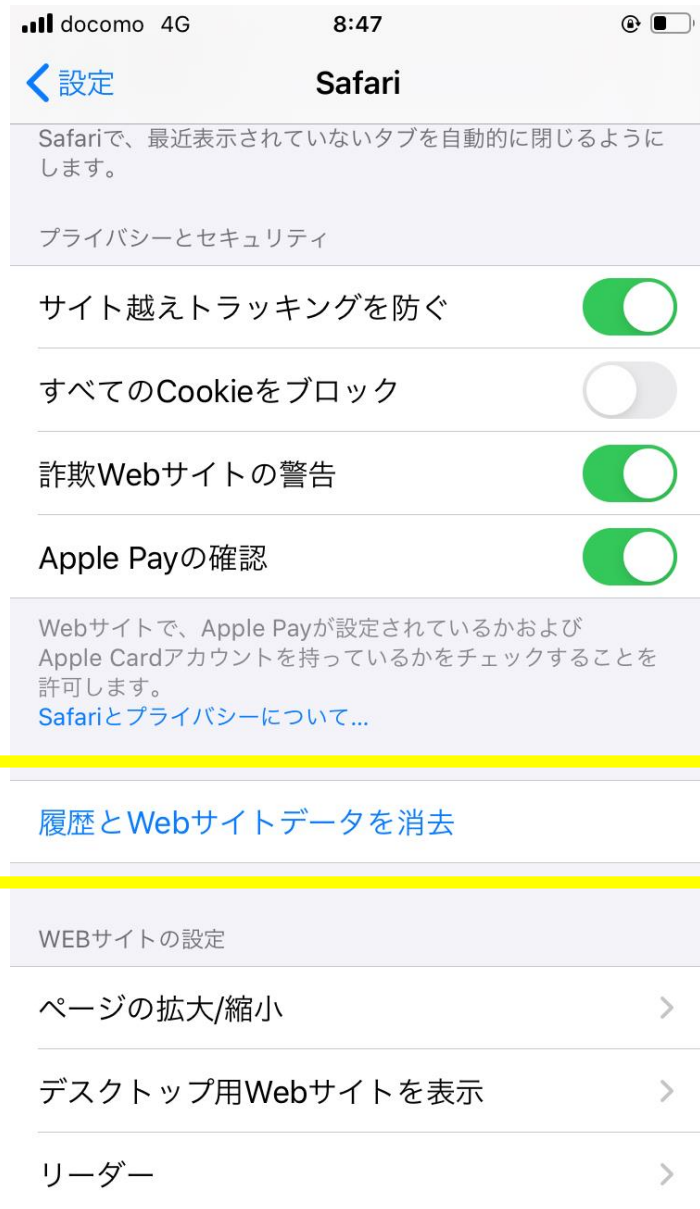 docomo 4G 8:47
設定 Safari
Safariで、最近表示されていないタブを自動的に閉じるように
します。
プライバシーとセキュリティ
サイト越えトラッキングを防ぐ
すべてのCookieをブロック
詐欺Webサイトの警告
Apple Payの確認
Webサイトで、Apple Payが設定されているかおよび
Apple Cardアカウントを持っているかをチェックすることを
許可します。
Safariとプライバシーについて...
履歴とWebサイトデータを消去
WEBサイトの設定
ページの拡大/縮小
デスクトップ用Webサイトを表示
リーダー